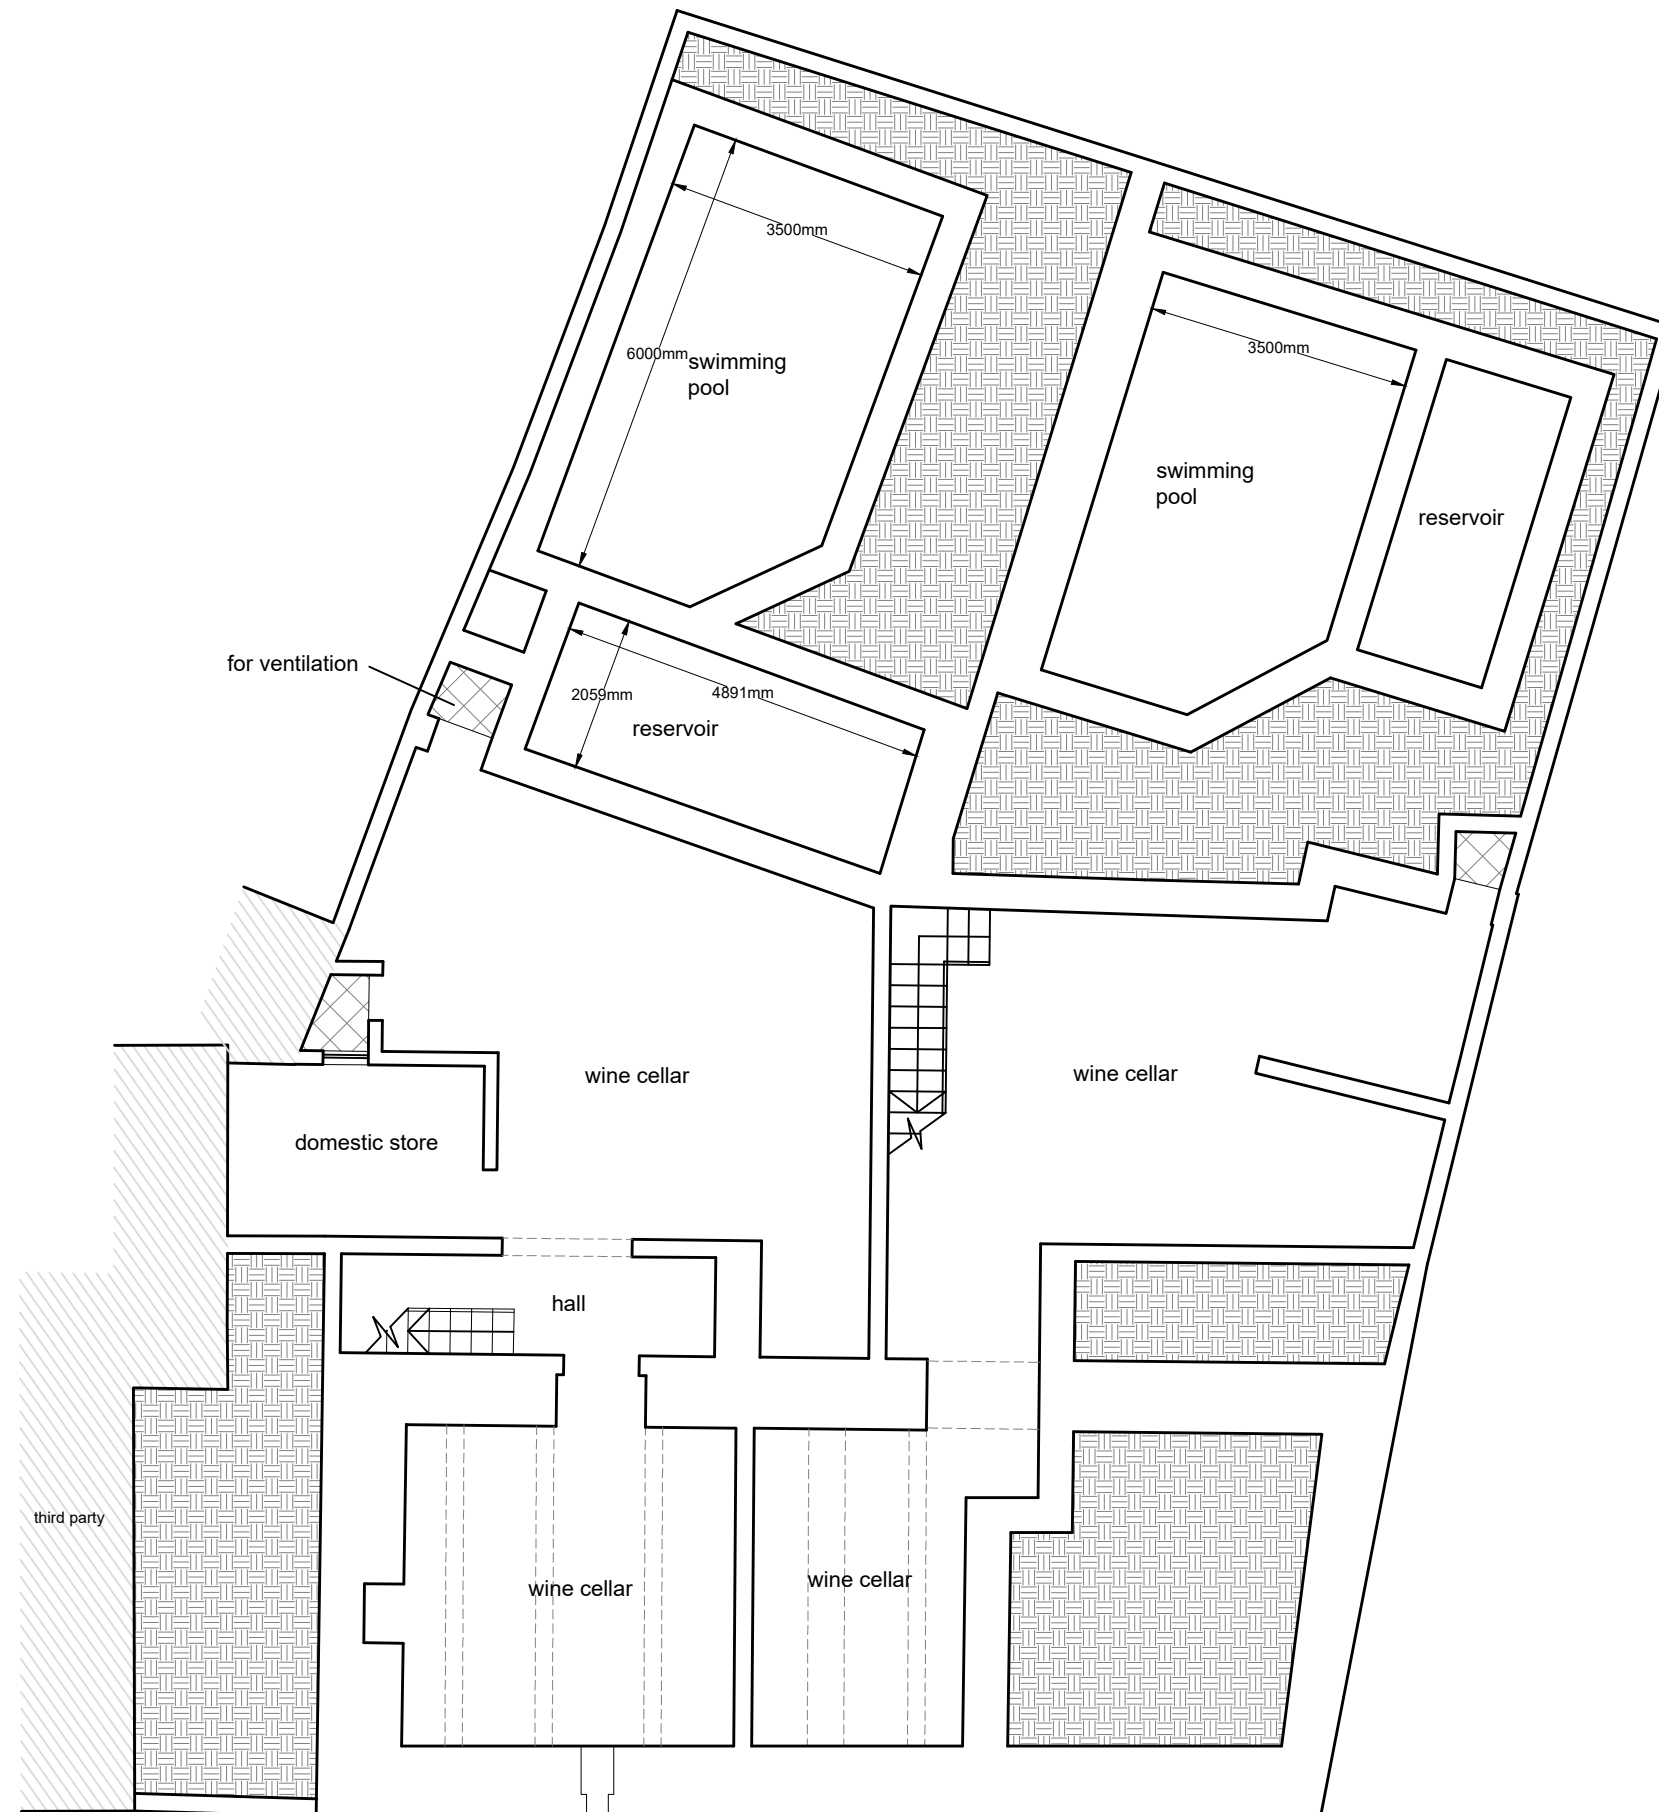 3500mm
6000mm
swimming
pool
3500mm
swimming
pool
reservoir
for ventilation
2059mm
4891mm
reservoir
wine cellar
wine cellar
domestic store
hall
third party
wine cellar
wine cellar